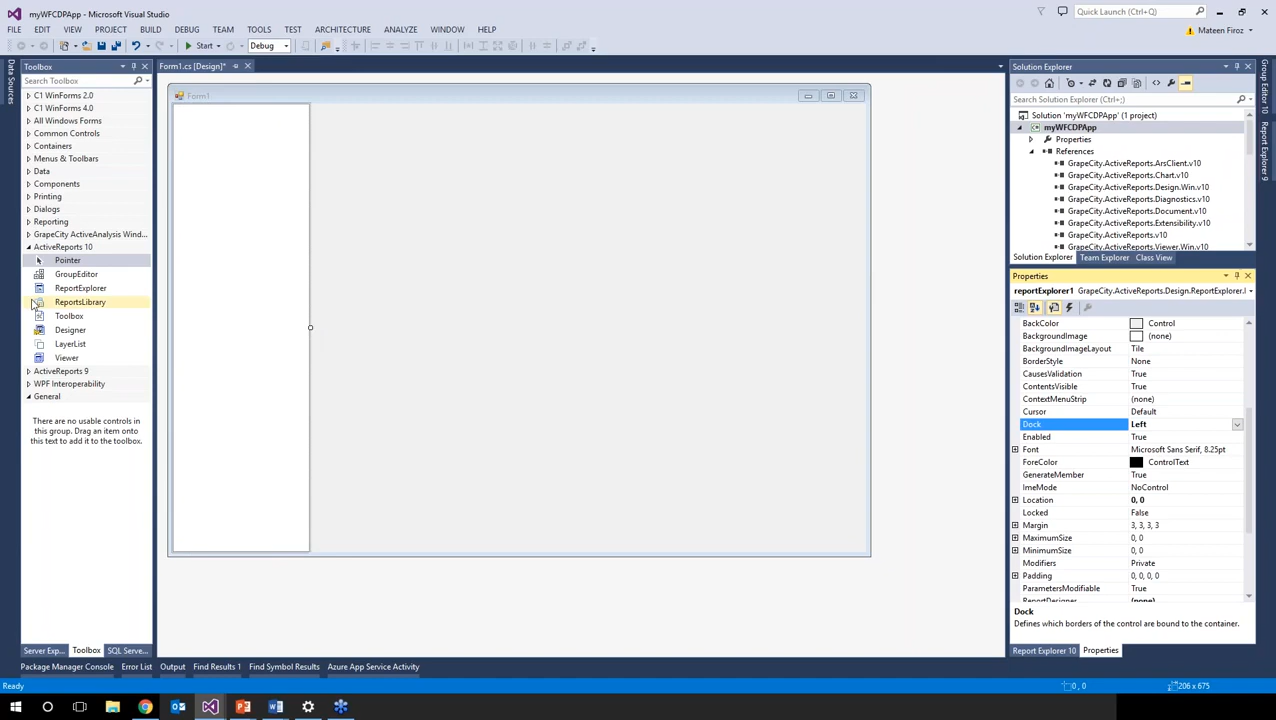 myWFCDPApp - Microsoft Visual Studio
Quick Launch (Ctrl+Q)
FILE EDIT VIEW PROJECT BUILD DEBUG TEAM TOOLS TEST ARCHITECTURE ANALYZE WINDOW HELP
Mateen Firoz
Start Debug
Data Sources
Toolbox
Search Toolbox
C1 WinForms 2.0
C1 WinForms 4.0
All Windows Forms
Common Controls
Containers
Menus & Toolbars
Data
Components
Printing
Dialogs
Reporting
GrapeCity ActiveAnalysis Wind...
ActiveReports 10
Pointer
GroupEditor
ReportExplorer
ReportsLibrary
Toolbox
Designer
LayerList
Viewer
ActiveReports 9
WPF Interoperability
General
There are no usable controls in
this group. Drag an item onto
this text to add it to the toolbox.
Server Exp... Toolbox SQL Serve...
Form1.cs [Design]*
Form1
Solution Explorer
Search Solution Explorer (Ctrl+;)
Solution 'myWFCDPApp' (1 project)
myWFCDPApp
Properties
References
GrapeCity.ActiveReports.ArsClient.v10
GrapeCity.ActiveReports.Chart.v10
GrapeCity.ActiveReports.Design.Win.v10
GrapeCity.ActiveReports.Diagnostics.v10
GrapeCity.ActiveReports.Document.v10
GrapeCity.ActiveReports.Extensibility.v10
GrapeCity.ActiveReports.v10
GrapeCity.ActiveReports.Viewer.Win.v10
Solution Explorer Team Explorer Class View
Properties
reportExplorer1 GrapeCity.ActiveReports.Design.ReportExplorer.
BackColor Control
BackgroundImage (none)
BackgroundImageLayout Tile
BorderStyle None
CausesValidation True
ContentsVisible True
ContextMenuStrip (none)
Cursor Default
Dock Left
Enabled True
Font Microsoft Sans Serif, 8.25pt
ForeColor ControlText
GenerateMember True
ImeMode NoControl
Location 0, 0
Locked False
Margin 3, 3, 3, 3
MaximumSize 0, 0
MinimumSize 0, 0
Modifiers Private
Padding 0, 0, 0, 0
ParametersModifiable True
ReportDesigner (none)
Dock
Defines which borders of the control are bound to the container.
Report Explorer 10 Properties
Group Editor 10
Report Explorer 9
Package Manager Console Error List Output Find Results 1 Find Symbol Results Azure App Service Activity
Ready
0 , 0
206 x 675